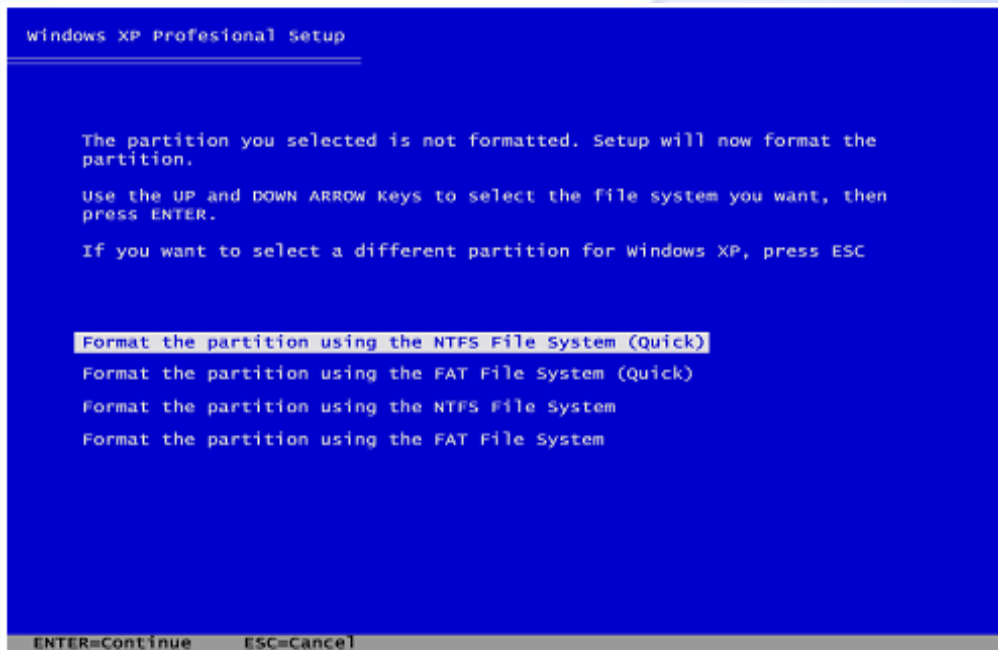 Windows XP Profesional Setup
The partition you selected is not formatted. Setup will now format the
partition.
Use the UP and DOWN ARROW Keys to select the file system you want, then
press ENTER.
If you want to select a different partition for Windows XP, press ESC
Format the partition using the NTFS File System (Quick)
Format the partition using the FAT File System (Quick)
Format the partition using the NTFS File System
Format the partition using the FAT File System
ENTER=Continue ESC=Cancel